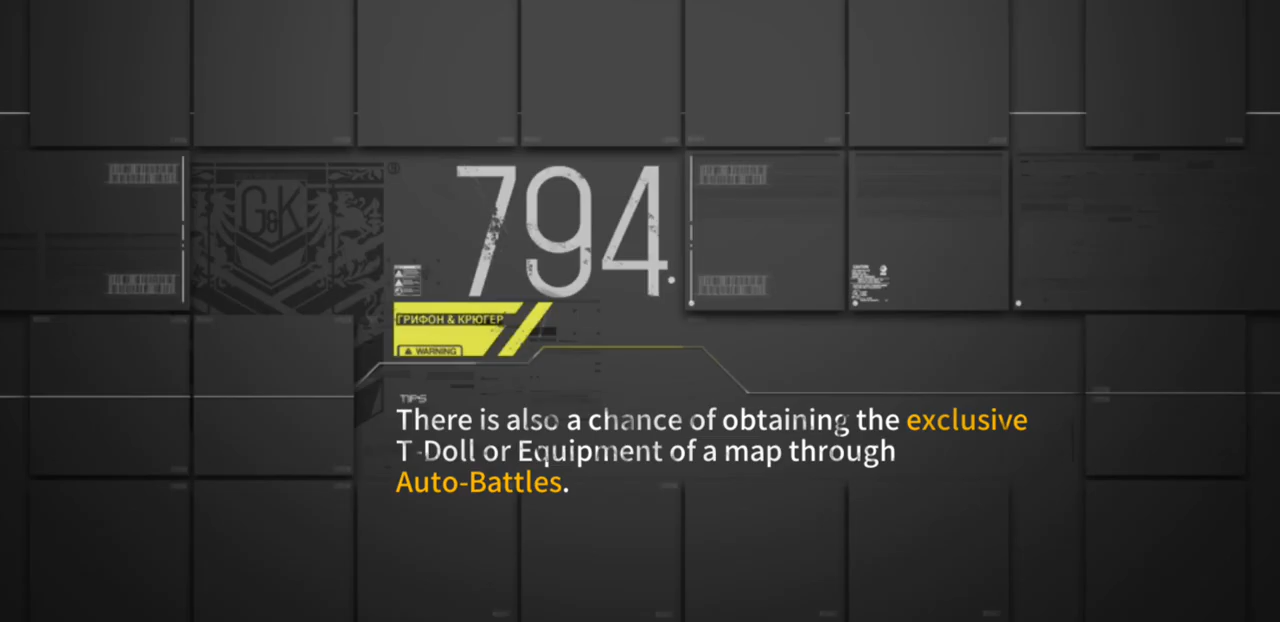 G&K
794.
ГРИФОН & КРЮГЕР
WARNING
TIPS
There is also a chance of obtaining the exclusive
T-Doll or Equipment of a map through
Auto-Battles.